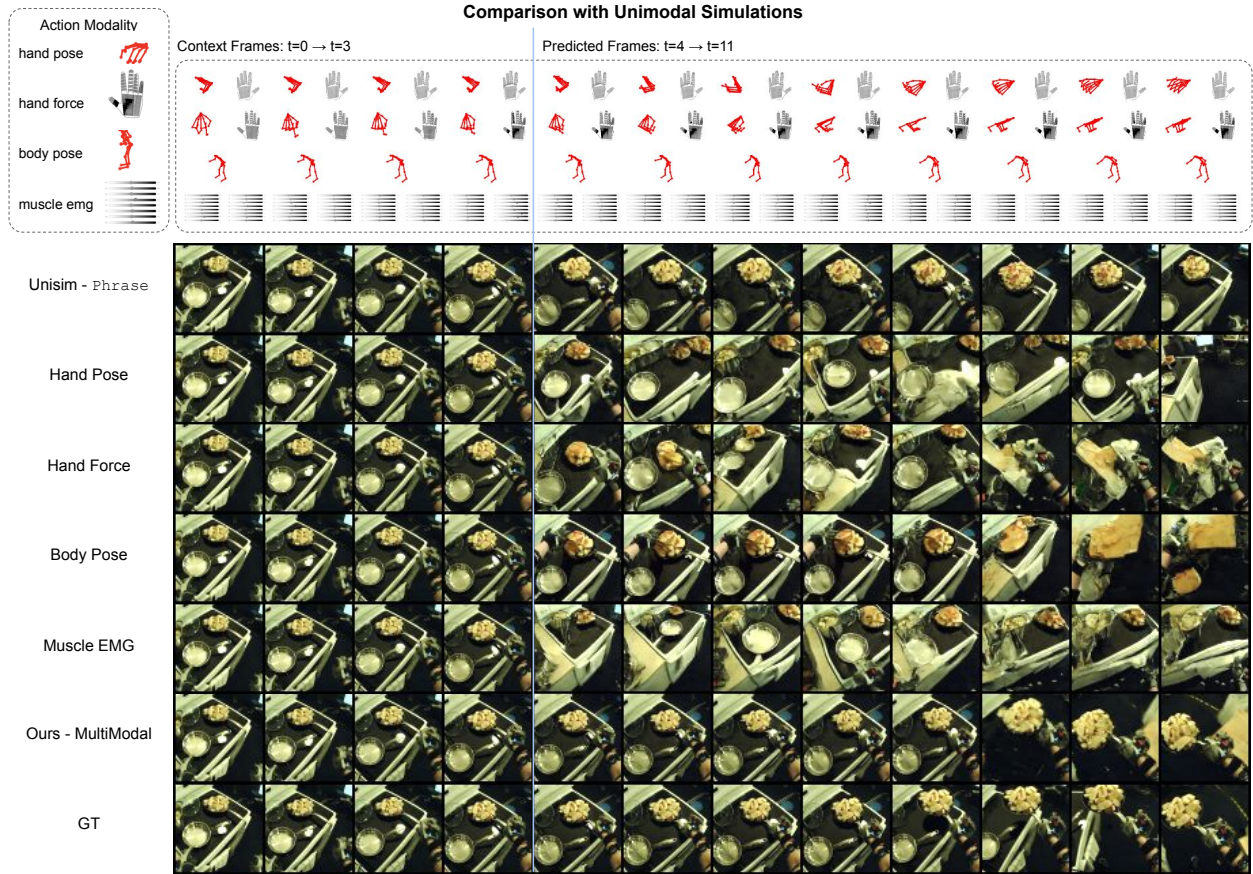 Comparison with Unimodal Simulations
Action Modality
hand pose
hand force
body pose
muscle emg
Context Frames: t=0 → t=3
Predicted Frames: t=4 → t=11
Unisim - Phrase
Hand Pose
Hand Force
Body Pose
Muscle EMG
Ours - MultiModal
GT